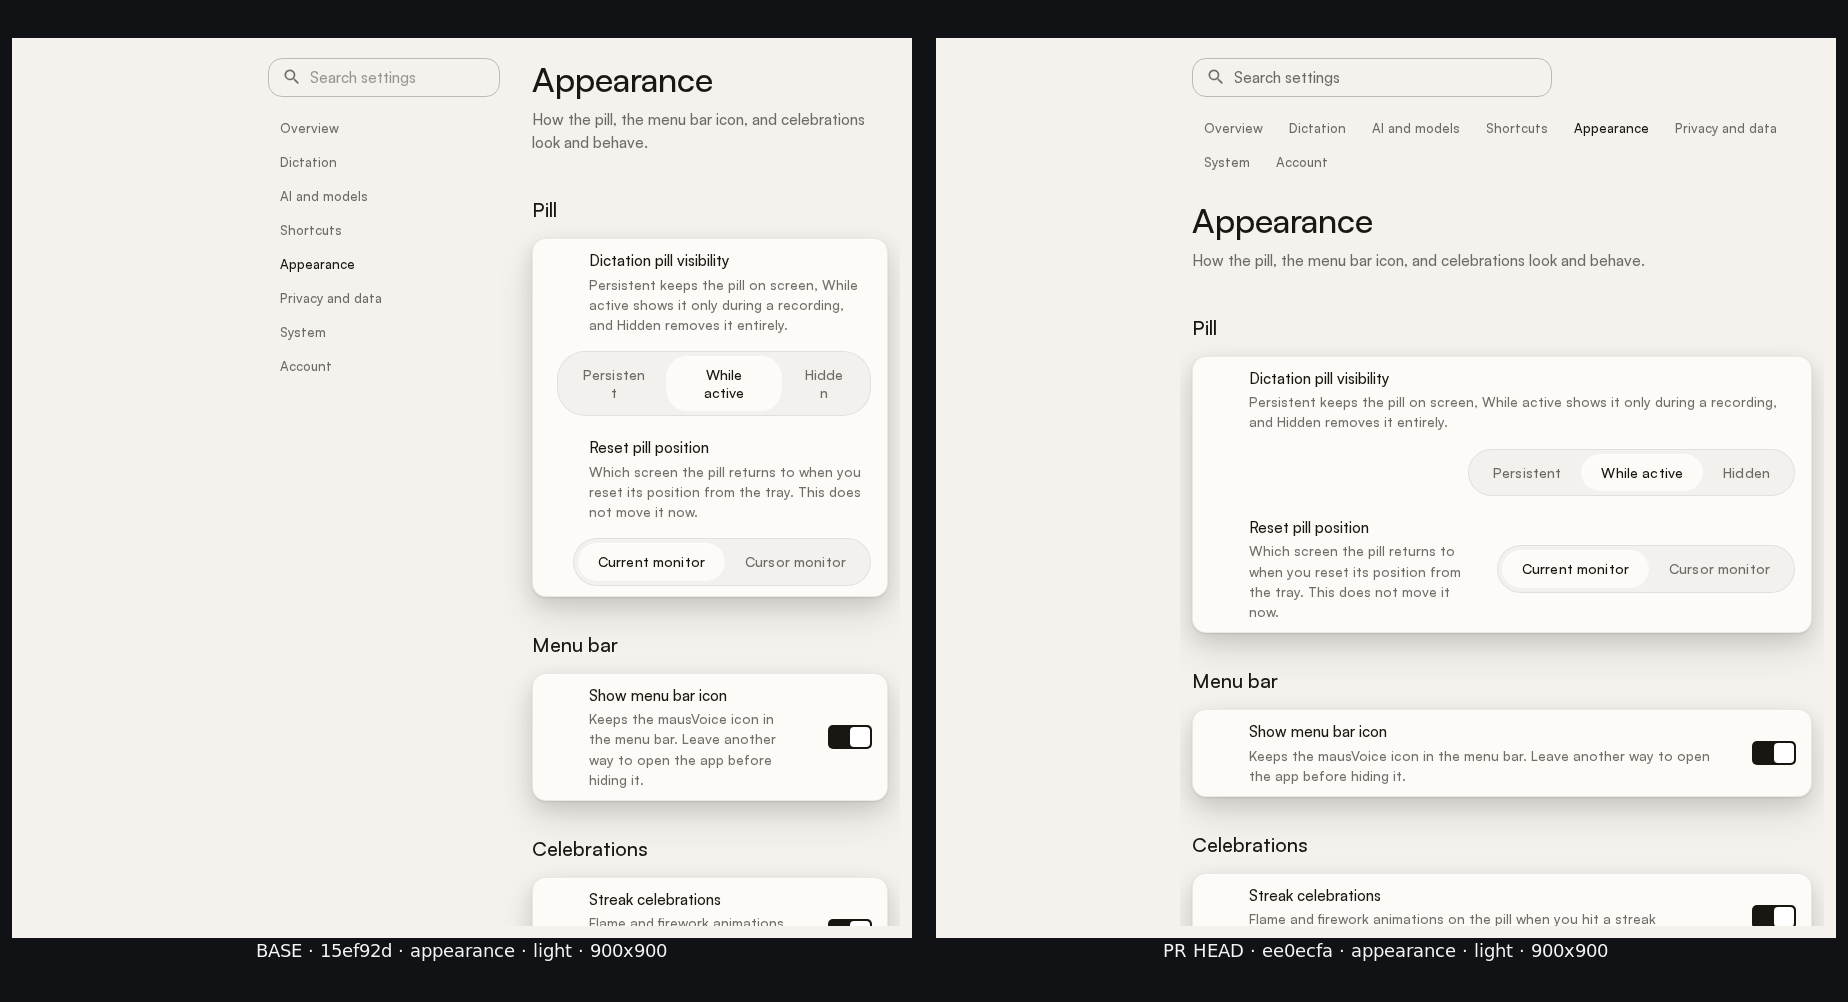 Search settings
Overview
Dictation
AI and models
Shortcuts
Appearance
Privacy and data
System
Account
Appearance
How the pill, the menu bar icon, and celebrations
look and behave.
Pill
Dictation pill visibility
Persistent keeps the pill on screen, While
active shows it only during a recording,
and Hidden removes it entirely.
Persisten
t
While
active
Hidde
n
Reset pill position
Which screen the pill returns to when you
reset its position from the tray. This does
not move it now.
Current monitor Cursor monitor
Menu bar
Show menu bar icon
Keeps the mausVoice icon in
the menu bar. Leave another
way to open the app before
hiding it.
Celebrations
Streak celebrations
Flame and firework animations
BASE · 15ef92d · appearance · light · 900x900
Search settings
Overview Dictation AI and models Shortcuts Appearance Privacy and data
System Account
Appearance
How the pill, the menu bar icon, and celebrations look and behave.
Pill
Dictation pill visibility
Persistent keeps the pill on screen, While active shows it only during a recording,
and Hidden removes it entirely.
Persistent While active Hidden
Reset pill position
Which screen the pill returns to
when you reset its position from
the tray. This does not move it
now.
Current monitor Cursor monitor
Menu bar
Show menu bar icon
Keeps the mausVoice icon in the menu bar. Leave another way to open
the app before hiding it.
Celebrations
Streak celebrations
Flame and firework animations on the pill when you hit a streak
PR HEAD · ee0ecfa · appearance · light · 900x900